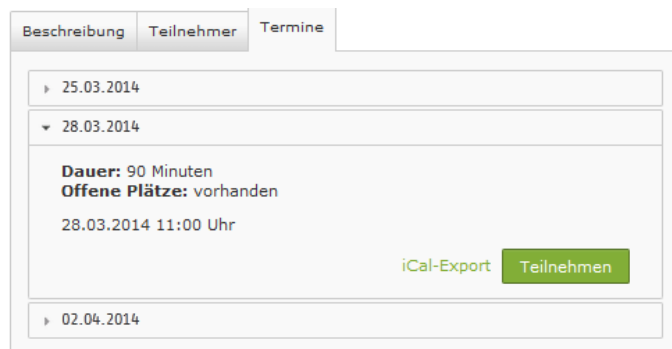 Beschreibung Teilnehmer Termine
25.03.2014
28.03.2014
Dauer: 90 Minuten
Offene Plätze: vorhanden
28.03.2014 11:00 Uhr
iCal-Export Teilnehmen
02.04.2014